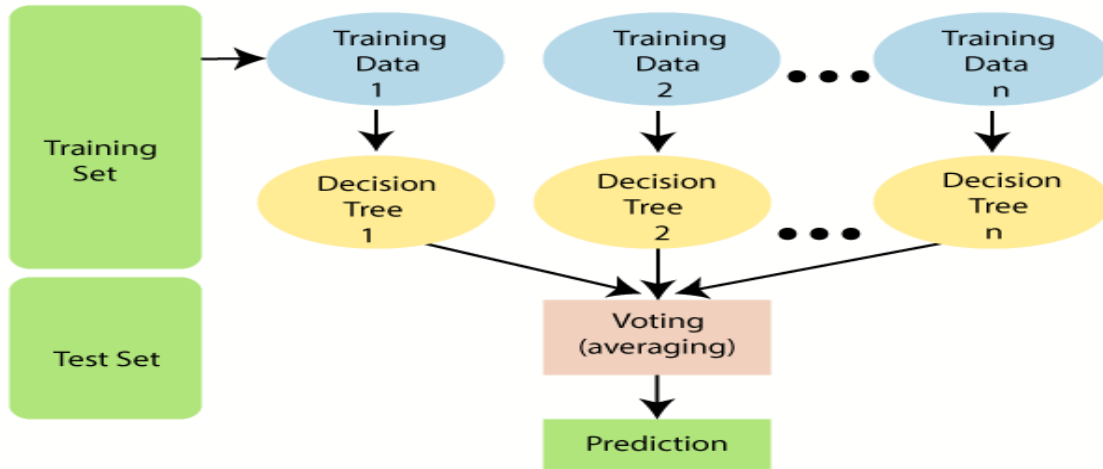 Training
Set
Training
Data
1
Training
Data
2
Training
Data
n
Decision
Tree
1
Decision
Tree
2
Decision
Tree
n
Test Set
Voting
(averaging)
Prediction